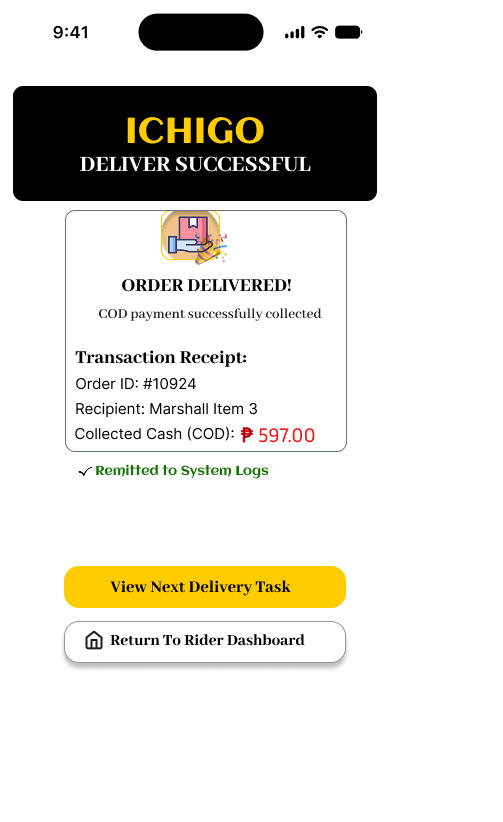 9:41
ICHIGO
DELIVER SUCCESSFUL
ORDER DELIVERED!
COD payment successfully collected
Transaction Receipt:
Order ID: #10924
Recipient: Marshall Item 3
Collected Cash (COD): ₱ 597.00
Remitted to System Logs
View Next Delivery Task
Return To Rider Dashboard